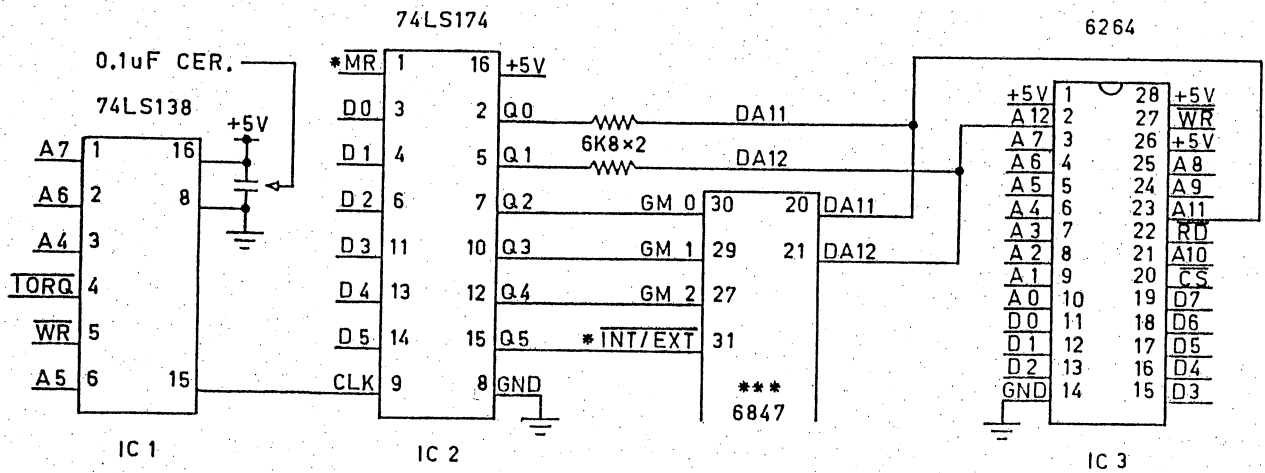 74LS174
6264
0.1uF CER.
74LS138
+5V
A7 1
16
A6 2
8
A4 3
IORQ 4
WR 5
A5 6
15
IC 1
*MR 1
16 +5V
D0 3
2 Q0
D1 4
5 Q1
D2 6
7 Q2
D3 11
10 Q3
D4 13
12 Q4
D5 14
15 Q5
CLK 9
8 GND
IC 2
6K8×2
DA11
DA12
GM 0 30
20 DA11
GM 1 29
21 DA12
GM 2 27
*INT/EXT 31
***
6847
+5V 1
28 +5V
A12 2
27 WR
A7 3
26 +5V
A6 4
25 A8
A5 5
24 A9
A4 6
23 A11
A3 7
22 RD
A2 8
21 A10
A1 9
20 CS
A0 10
19 D7
D0 11
18 D6
D1 12
17 D5
D2 13
16 D4
GND 14
15 D3
IC 3